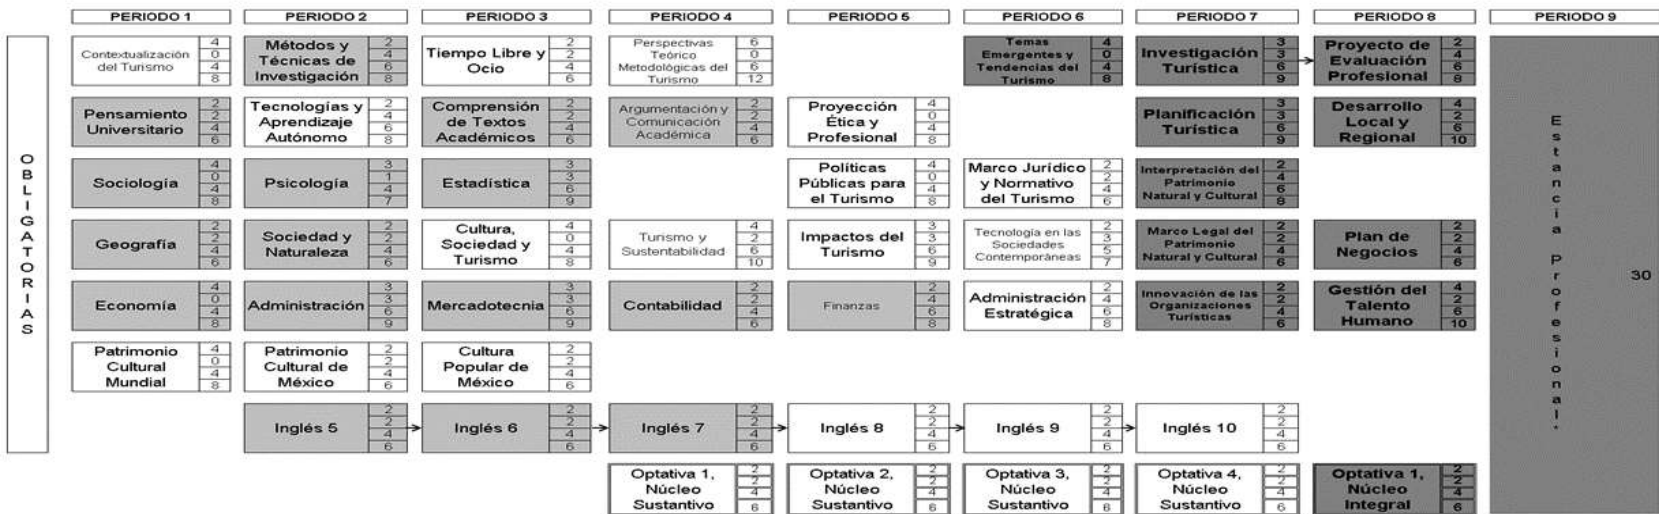 PERIODO 1 PERIODO 2 PERIODO 3 PERIODO 4 PERIODO 5 PERIODO 6 PERIODO 7 PERIODO 8 PERIODO 9
OBLIGATORIAS
Contextualización
del Turismo
4
0
4
8
Métodos y
Técnicas de
Investigación
2
4
6
8
Tiempo Libre y
Ocio
2
2
4
6
Perspectivas
Teórico
Metodológicas del
Turismo
6
0
6
12
Temas
Emergentes y
Tendencias del
Turismo
4
0
4
8
Investigación
Turística
3
3
6
9
Proyecto de
Evaluación
Profesional
2
4
6
8
Pensamiento
Universitario
2
2
4
6
Tecnologías y
Aprendizaje
Autónomo
2
4
6
8
Comprensión
de Textos
Académicos
2
2
4
6
Argumentación y
Comunicación
Académica
2
2
4
6
Proyección
Ética y
Profesional
4
0
4
8
Planificación
Turística
3
3
6
9
Desarrollo
Local y
Regional
4
2
6
10
Sociología
4
0
4
8
Psicología
3
1
4
7
Estadística
3
3
6
9
Políticas
Públicas para
el Turismo
4
0
4
8
Marco Jurídico
y Normativo
del Turismo
2
2
4
6
Interpretación del
Patrimonio
Natural y Cultural
2
4
6
8
Geografía
2
2
4
6
Sociedad y
Naturaleza
2
2
4
6
Cultura,
Sociedad y
Turismo
4
0
4
8
Turismo y
Sustentabilidad
4
2
6
10
Impactos del
Turismo
3
3
6
9
Tecnología en las
Sociedades
Contemporáneas
2
3
5
7
Marco Legal del
Patrimonio
Natural y Cultural
2
2
4
6
Plan de
Negocios
2
2
4
6
Economía
4
0
4
8
Administración
3
3
6
9
Mercadotecnia
3
3
6
9
Contabilidad
2
2
4
6
Finanzas
2
4
6
8
Administración
Estratégica
2
4
6
8
Innovación de las
Organizaciones
Turísticas
2
2
4
6
Gestión del
Talento
Humano
4
2
6
10
Patrimonio
Cultural
Mundial
4
0
4
8
Patrimonio
Cultural de
México
2
2
4
6
Cultura
Popular de
México
2
2
4
6
Inglés 5
2
2
4
6
Inglés 6
2
2
4
6
Inglés 7
2
2
4
6
Inglés 8
2
2
4
6
Inglés 9
2
2
4
6
Inglés 10
2
2
4
6
Optativa 1,
Núcleo
Sustantivo
2
2
4
6
Optativa 2,
Núcleo
Sustantivo
2
2
4
6
Optativa 3,
Núcleo
Sustantivo
2
2
4
6
Optativa 4,
Núcleo
Sustantivo
2
2
4
6
Optativa 1,
Núcleo
Integral
2
2
4
6
Estancia Profesional*
30